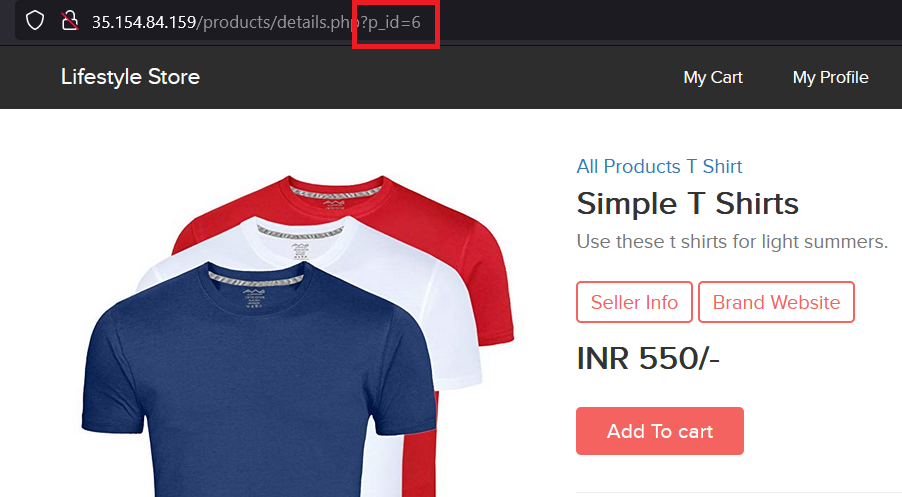 35.154.84.159/products/details.php?p_id=6
Lifestyle Store
My Cart
My Profile
All Products T Shirt
Simple T Shirts
Use these t shirts for light summers.
Seller Info
Brand Website
INR 550/-
Add To cart